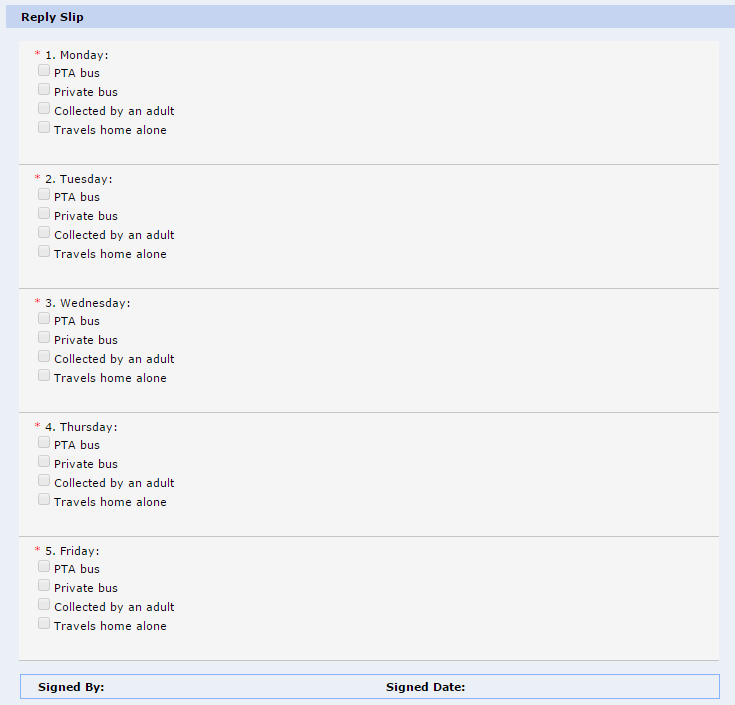 Reply Slip
* 1. Monday:
PTA bus
Private bus
Collected by an adult
Travels home alone
* 2. Tuesday:
PTA bus
Private bus
Collected by an adult
Travels home alone
* 3. Wednesday:
PTA bus
Private bus
Collected by an adult
Travels home alone
* 4. Thursday:
PTA bus
Private bus
Collected by an adult
Travels home alone
* 5. Friday:
PTA bus
Private bus
Collected by an adult
Travels home alone
Signed By: Signed Date: